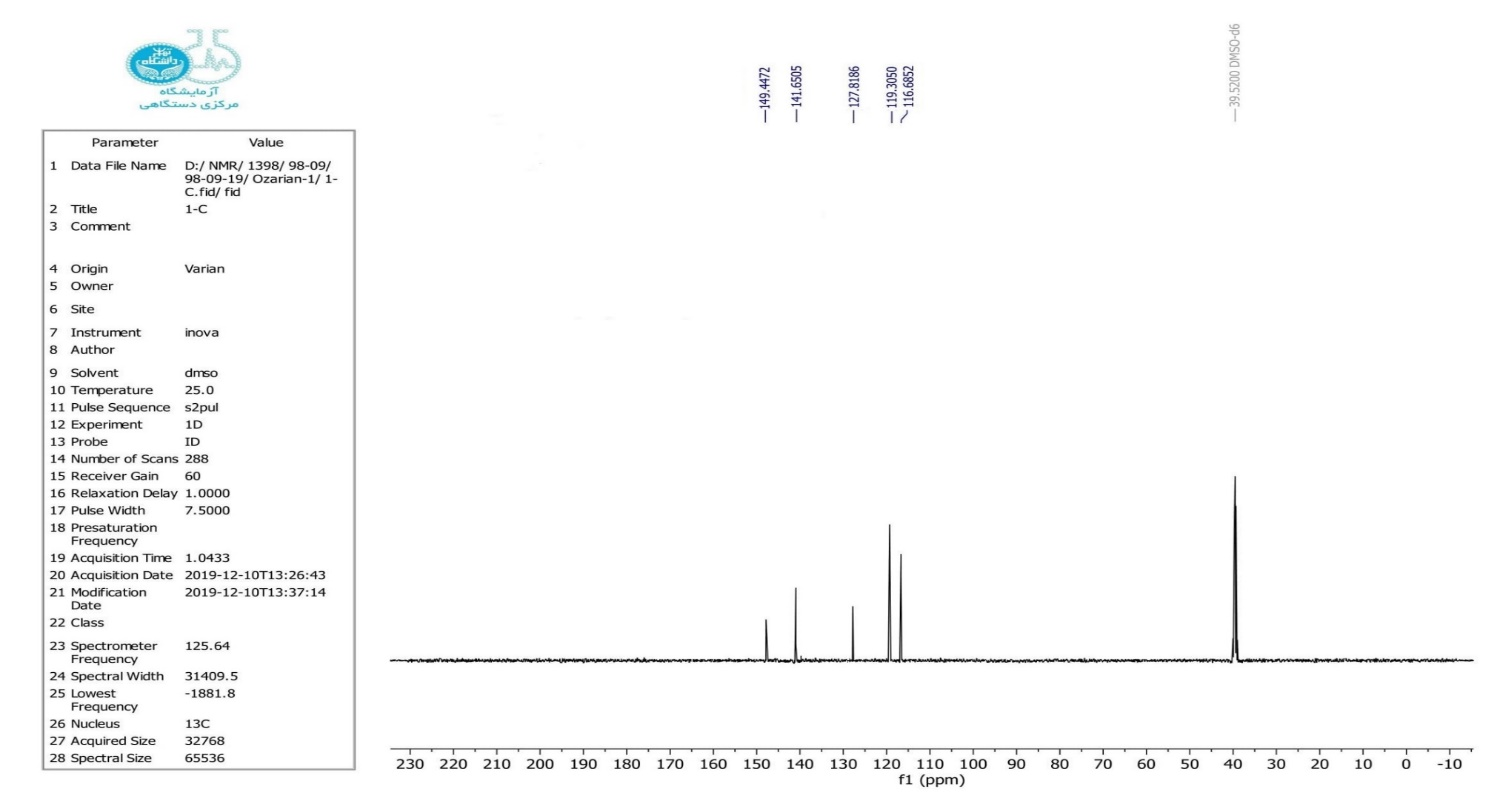 دانشگاه تهران
آزمایشگاه
مرکزی دستگاهی
Parameter Value
1 Data File Name D:/ NMR/ 1398/ 98-09/
98-09-19/ Ozarian-1/ 1-
C.fid/ fid
2 Title 1-C
3 Comment
4 Origin Varian
5 Owner
6 Site
7 Instrument inova
8 Author
9 Solvent dmso
10 Temperature 25.0
11 Pulse Sequence s2pul
12 Experiment 1D
13 Probe ID
14 Number of Scans 288
15 Receiver Gain 60
16 Relaxation Delay 1.0000
17 Pulse Width 7.5000
18 Presaturation
Frequency
19 Acquisition Time 1.0433
20 Acquisition Date 2019-12-10T13:26:43
21 Modification 2019-12-10T13:37:14
Date
22 Class
23 Spectrometer 125.64
Frequency
24 Spectral Width 31409.5
25 Lowest -1881.8
Frequency
26 Nucleus 13C
27 Acquired Size 32768
28 Spectral Size 65536
149.4472
141.6505
127.8186
119.3050
116.6852
39.5200 DMSO-d6
230 220 210 200 190 180 170 160 150 140 130 120 110 100 90 80 70 60 50 40 30 20 10 0 -10
f1 (ppm)